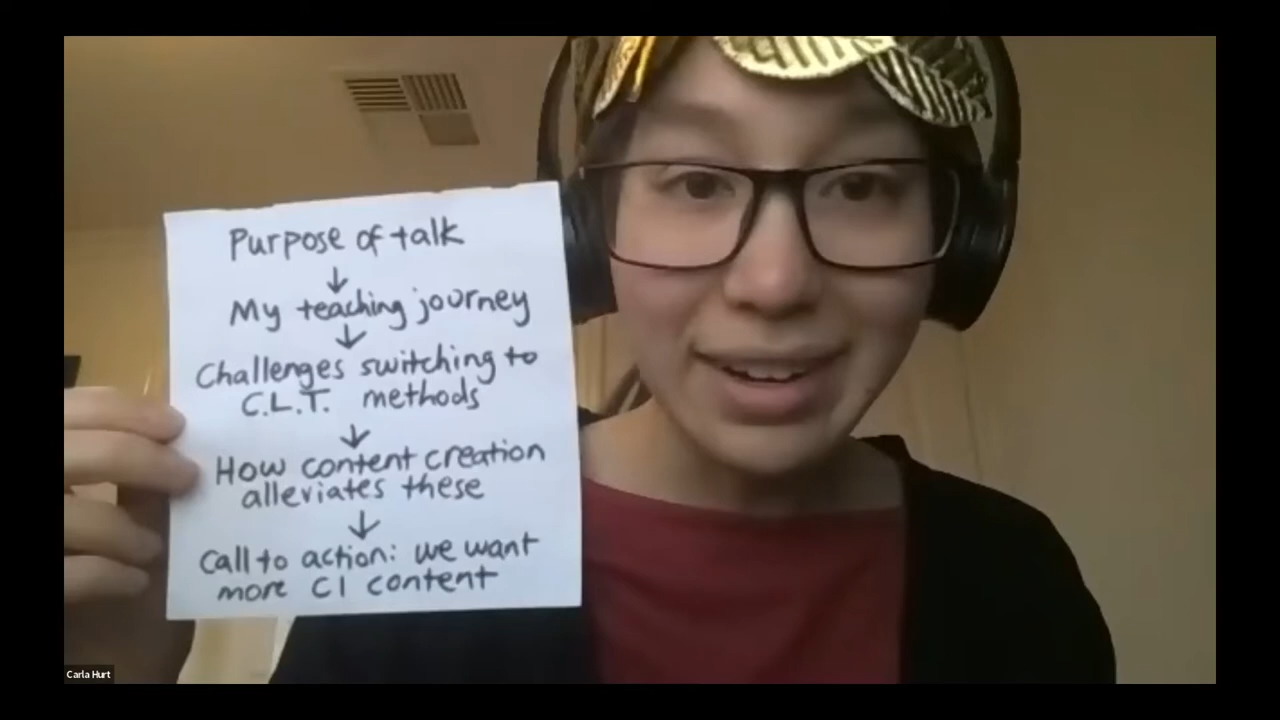 Purpose of talk
↓
My teaching journey
↓
Challenges switching to
C.L.T. methods
↓
How content creation
alleviates these
↓
Call to action: we want
more CI content
Carla Hurt